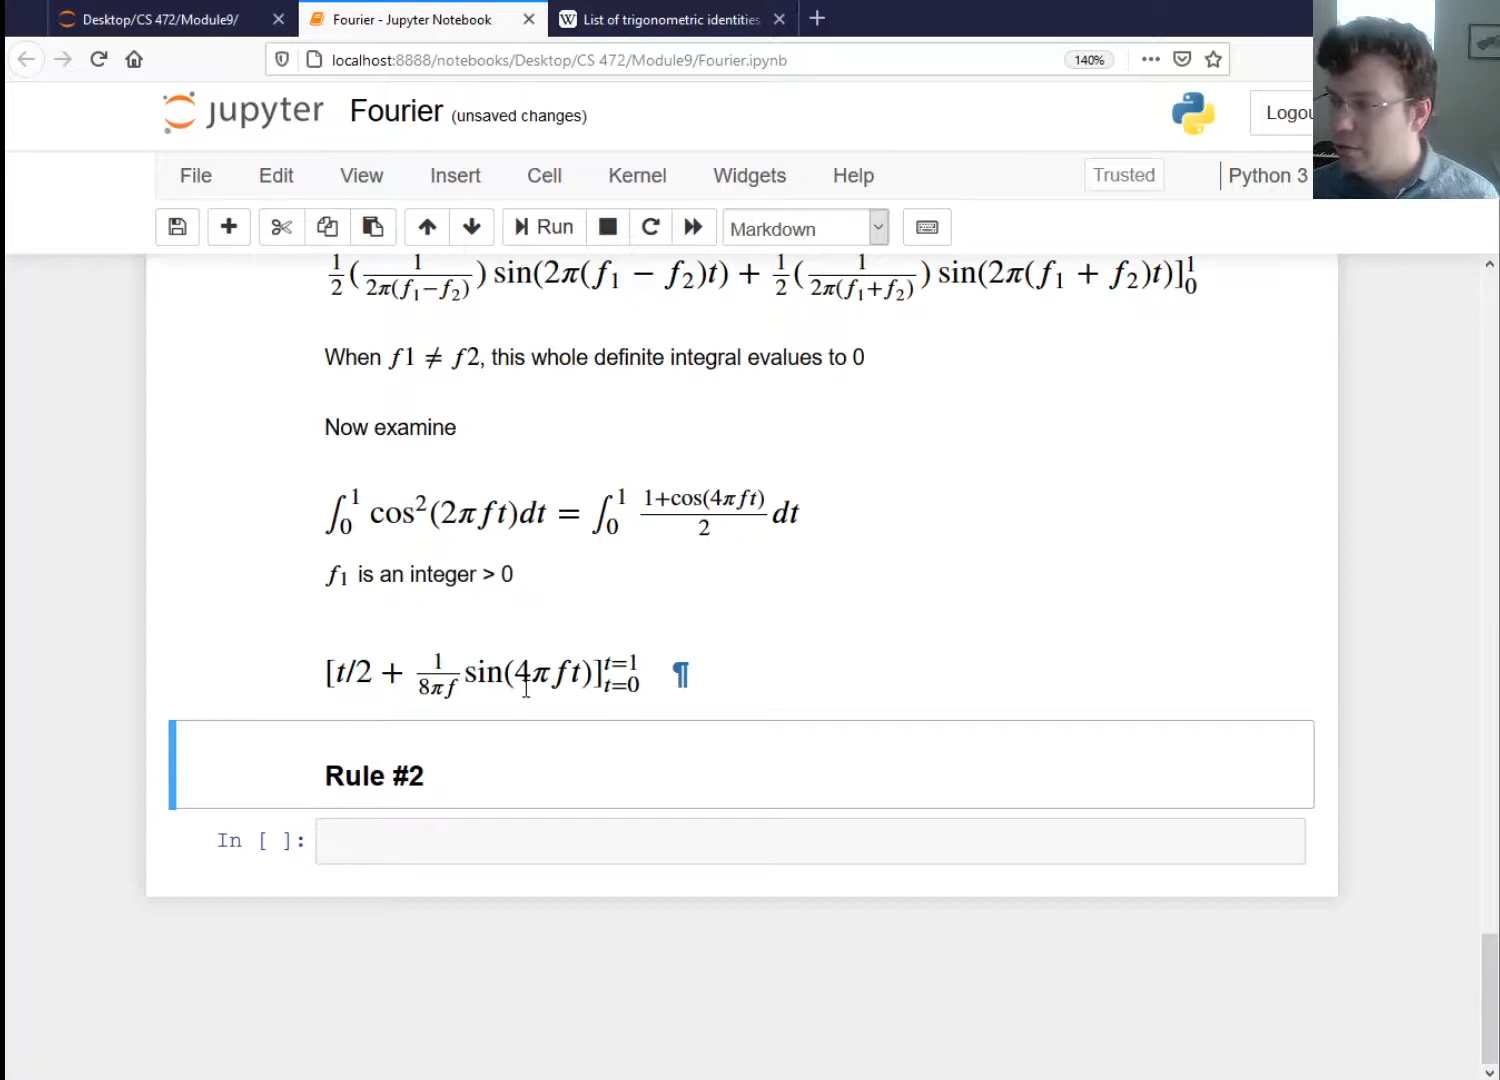 Desktop/CS 472/Module9/
Fourier - Jupyter Notebook
W List of trigonometric identities
localhost:8888/notebooks/Desktop/CS 472/Module9/Fourier.ipynb
140%
jupyter Fourier (unsaved changes)
Logou
File Edit View Insert Cell Kernel Widgets Help
Trusted
Python 3
Run
Markdown
½(1/(2π(f₁−f₂))) sin(2π(f₁ − f₂)t) + ½(1/(2π(f₁+f₂))) sin(2π(f₁ + f₂)t)]₀¹
When f1 ≠ f2, this whole definite integral evalues to 0
Now examine
∫₀¹ cos²(2πft)dt = ∫₀¹ (1+cos(4πft))/2 dt
f₁ is an integer > 0
[t/2 + 1/(8πf) sin(4πft)]ₜ₌₀ᵗ⁼¹ ¶
Rule #2
In [ ]: